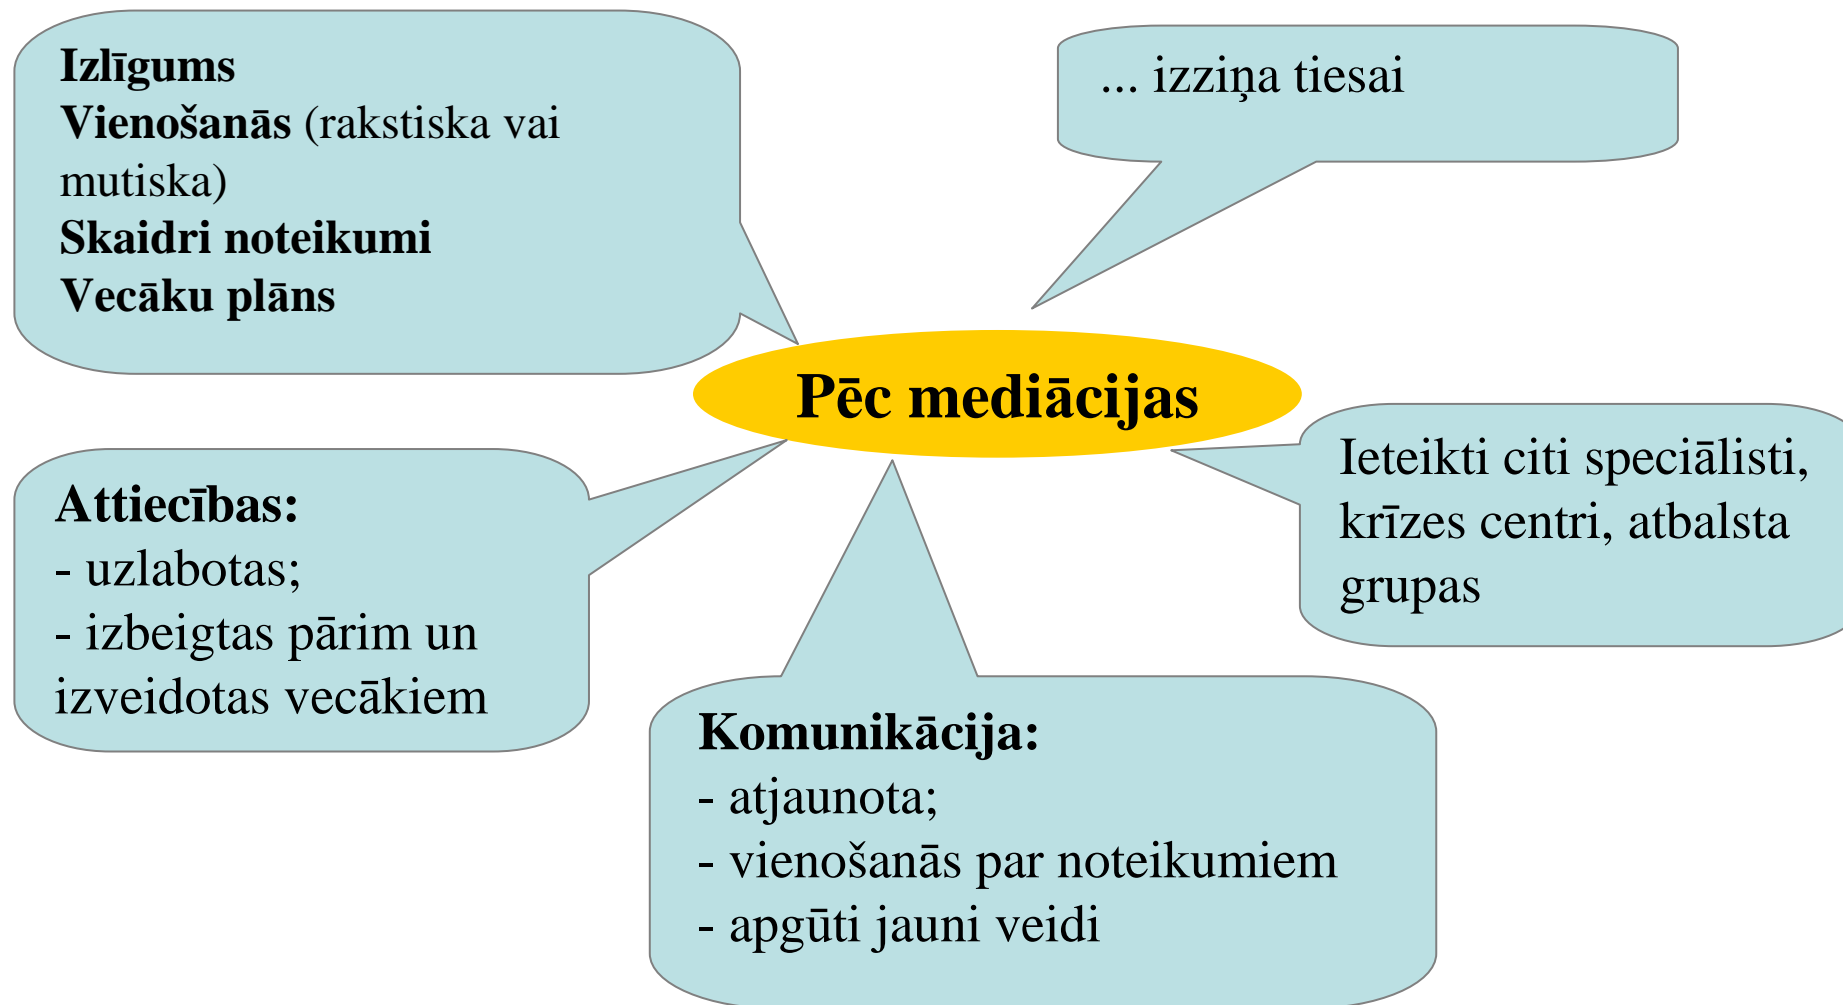 Izlīgums
Vienošanās (rakstiska vai
mutiska)
Skaidri noteikumi
Vecāku plāns
... izziņa tiesai
Pēc mediācijas
Attiecības:
- uzlabotas;
- izbeigtas pārim un
izveidotas vecākiem
Ieteikti citi speciālisti,
krīzes centri, atbalsta
grupas
Komunikācija:
- atjaunota;
- vienošanās par noteikumiem
- apgūti jauni veidi